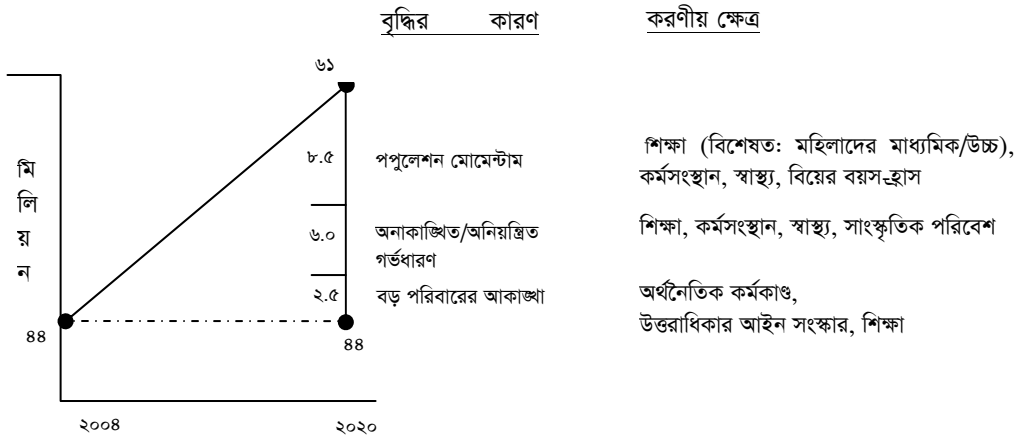 বৃদ্ধির কারণ
করণীয় ক্ষেত্র
৬১
মিলিয়ন
৮.৫
পপুলেশন মোমেন্টাম
শিক্ষা (বিশেষত: মহিলাদের মাধ্যমিক/উচ্চ),
কর্মসংস্থান, স্বাস্থ্য, বিয়ের বয়স-হ্রাস
৬.০
অনাকাঙ্খিত/অনিয়ন্ত্রিত
গর্ভধারণ
শিক্ষা, কর্মসংস্থান, স্বাস্থ্য, সাংস্কৃতিক পরিবেশ
২.৫
বড় পরিবারের আকাঙ্খা
অর্থনৈতিক কর্মকাণ্ড,
উত্তরাধিকার আইন সংস্কার, শিক্ষা
৪৪
৪৪
২০০৪
২০২০